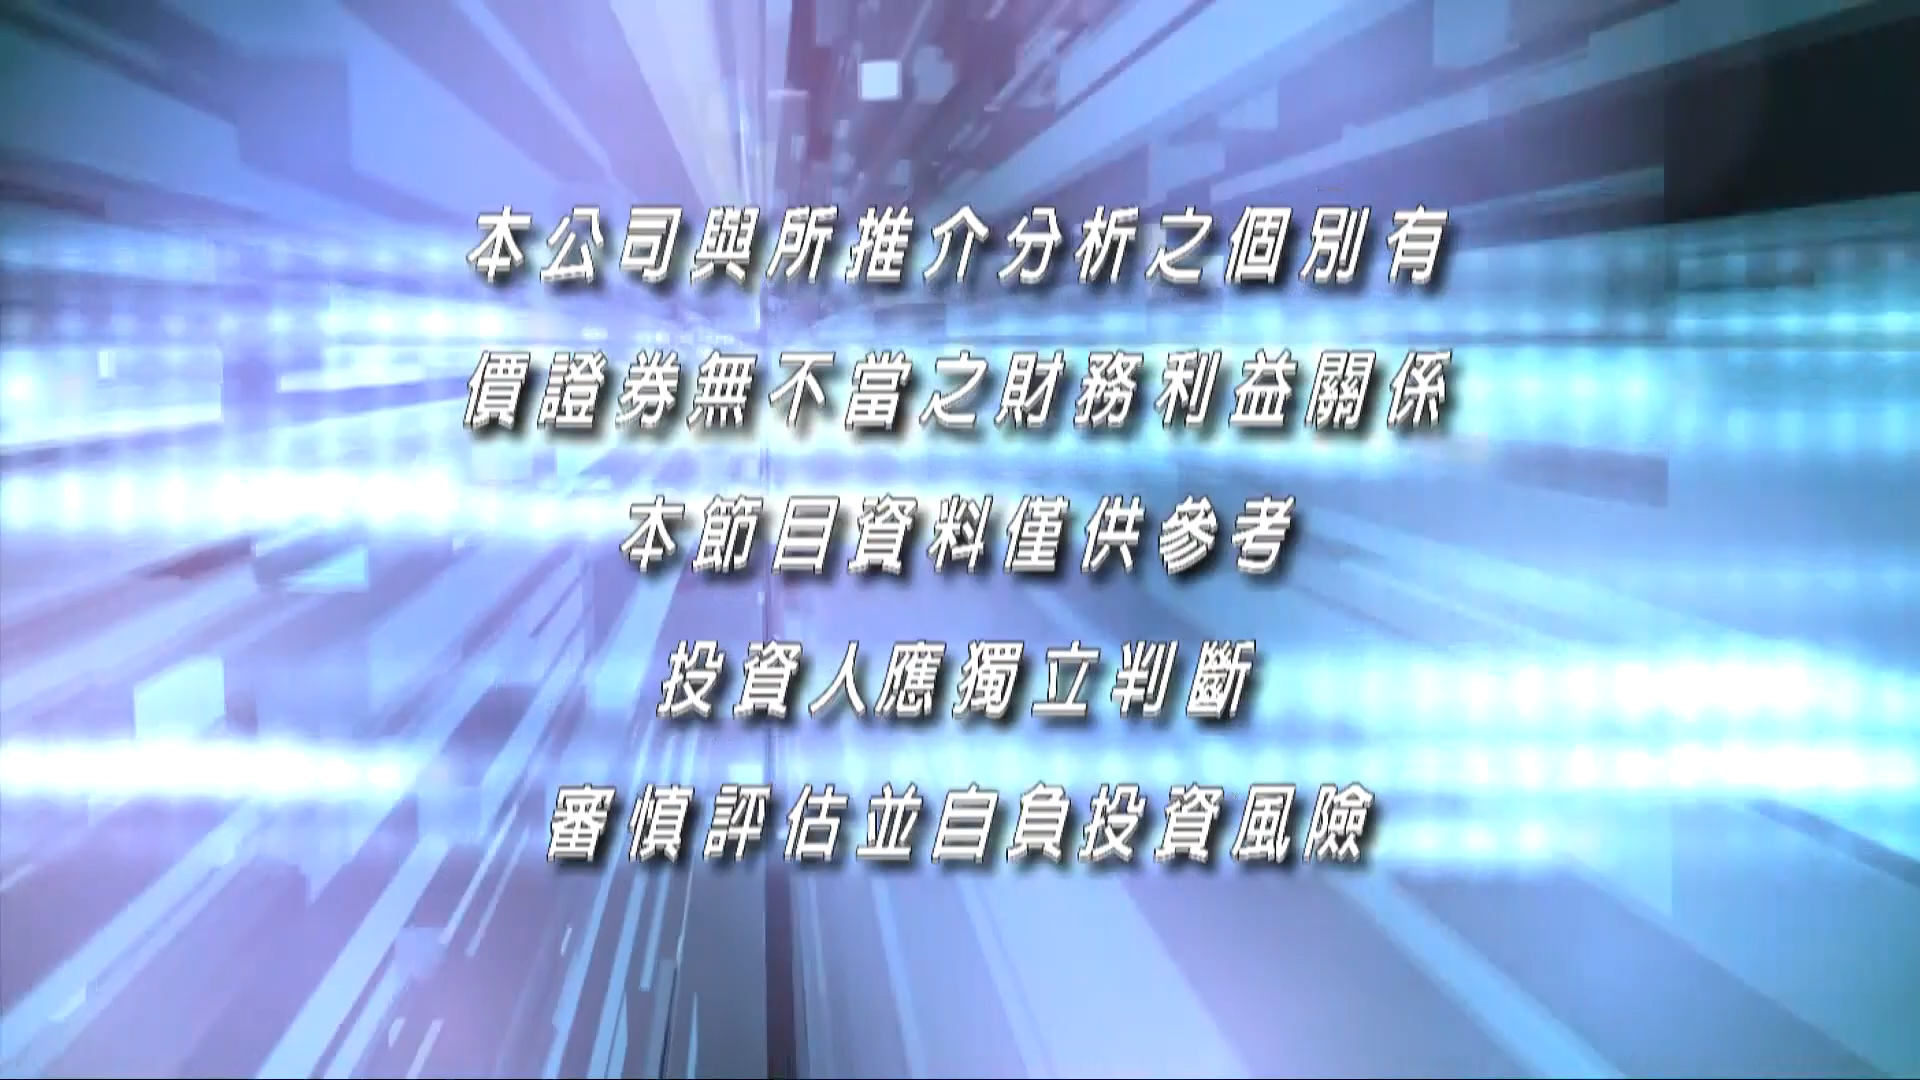 本公司與所推介分析之個別有
價證券無不當之財務利益關係
本節目資料僅供參考
投資人應獨立判斷
審慎評估並自負投資風險